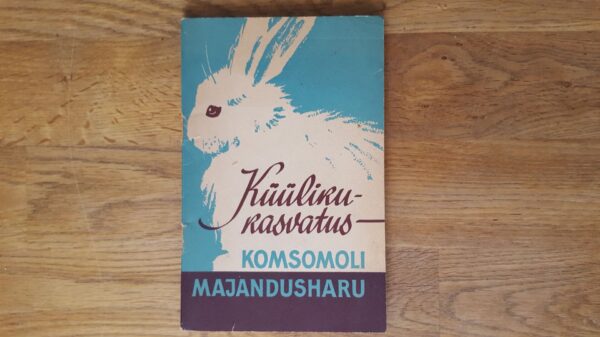 Küüliku-
kasvatus—
KOMSOMOLI
MAJANDUSHARU